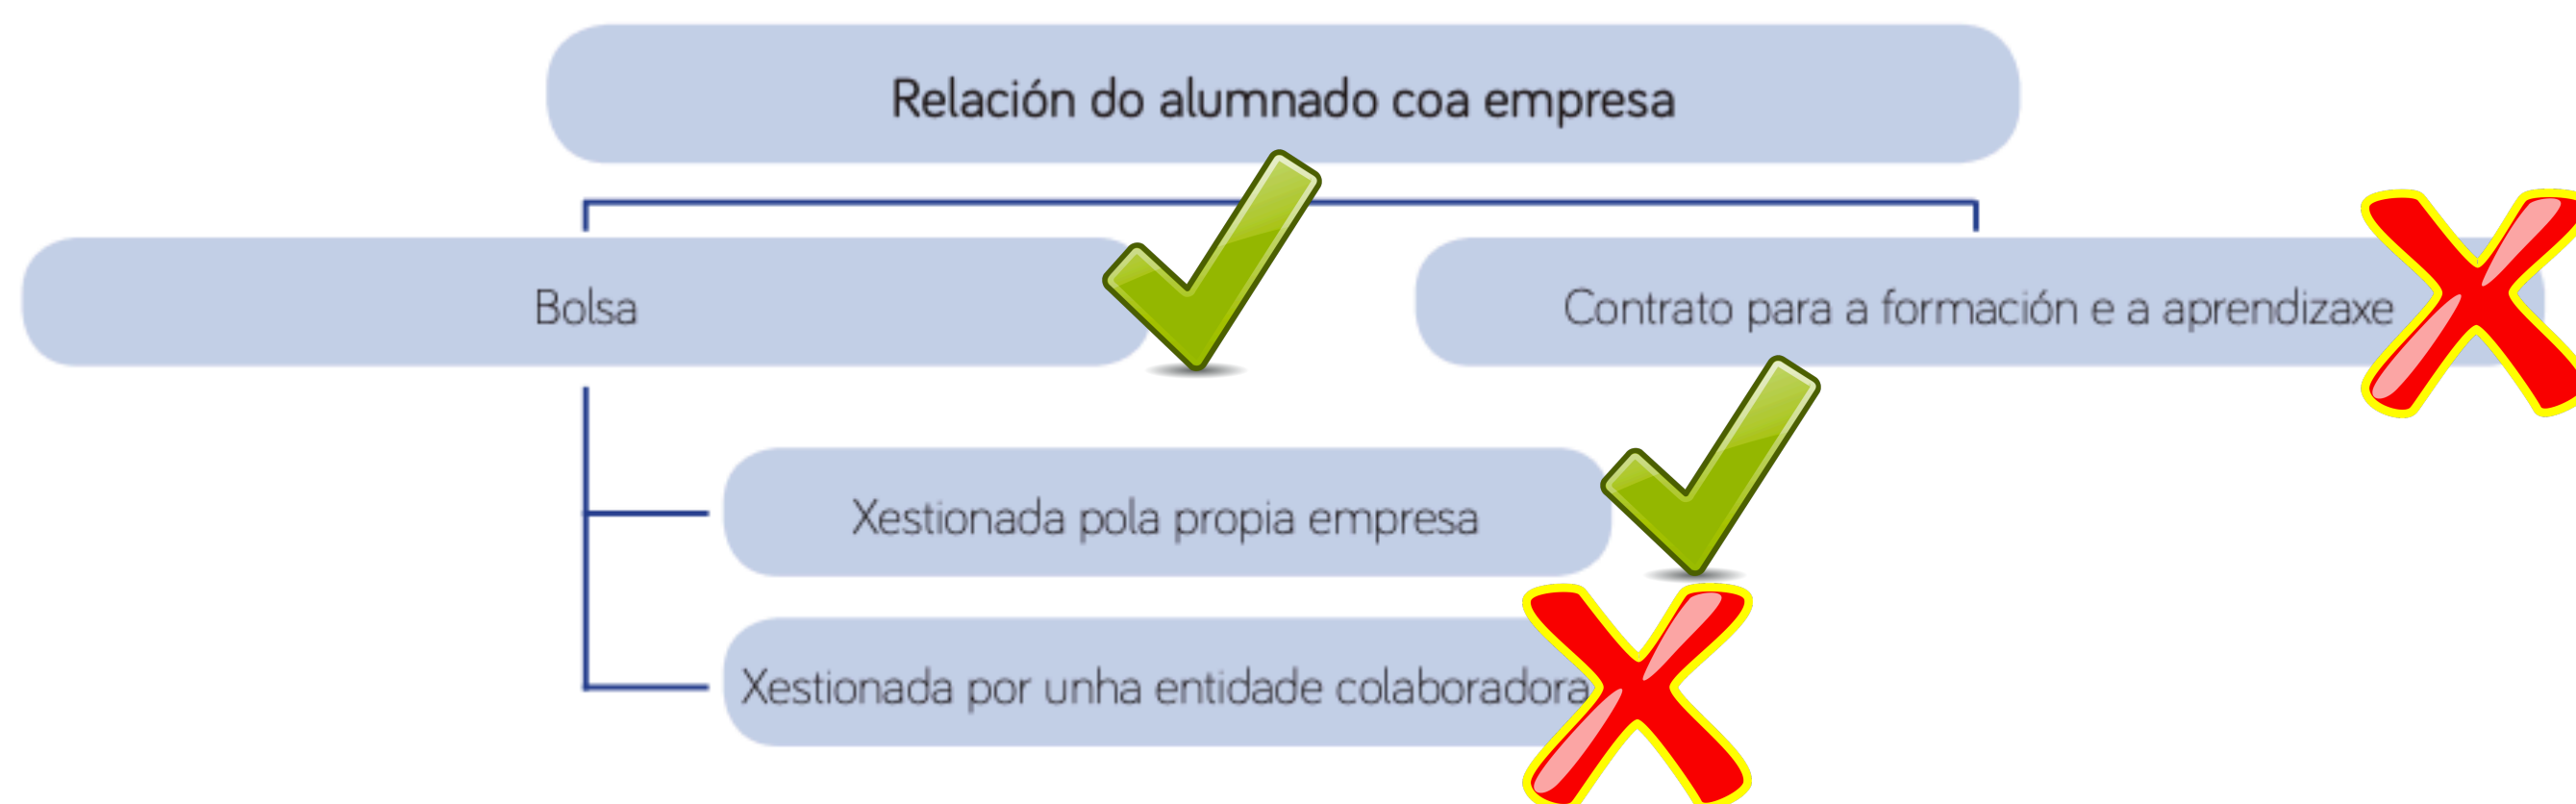 Relación do alumnado coa empresa
Bolsa
Contrato para a formación e a aprendizaxe
Xestionada pola propia empresa
Xestionada por unha entidade colaboradora